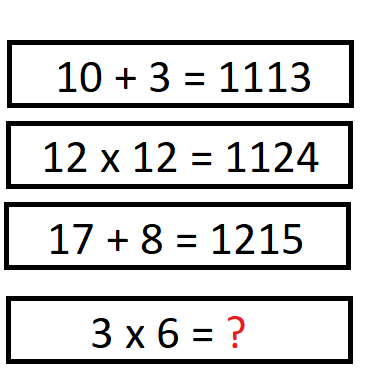 10 + 3 = 1113
12 x 12 = 1124
17 + 8 = 1215
3 x 6 = ?